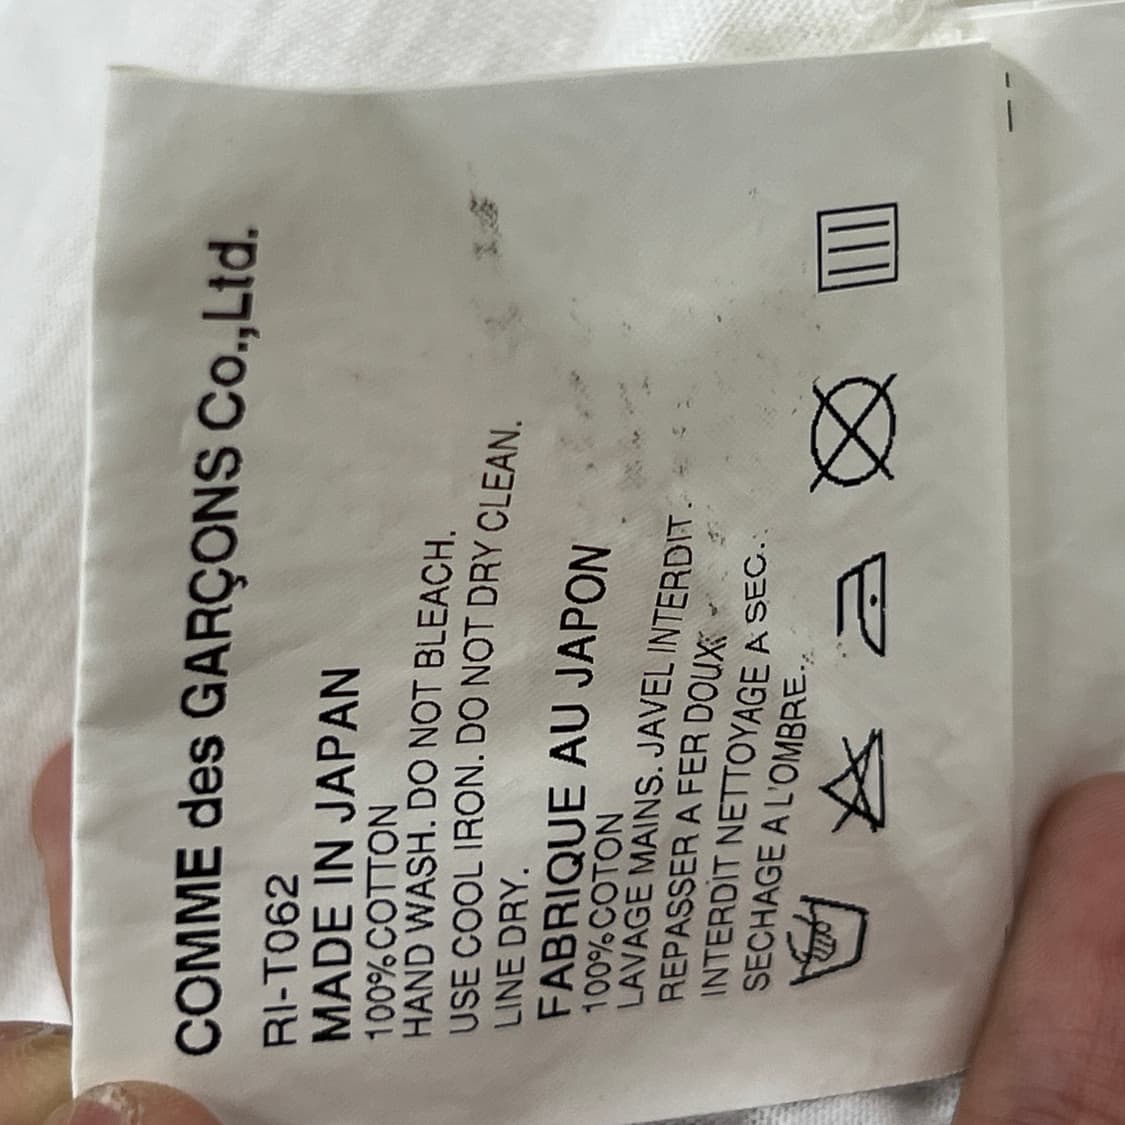 COMME des GARÇONS Co.,Ltd.
RI-T062
MADE IN JAPAN
100%COTTON
HAND WASH. DO NOT BLEACH.
USE COOL IRON. DO NOT DRY CLEAN.
LINE DRY.
FABRIQUE AU JAPON
100%COTON
LAVAGE MAINS. JAVEL INTERDIT.
REPASSER A FER DOUX.
INTERDIT NETTOYAGE A SEC.
SECHAGE A L'OMBRE.